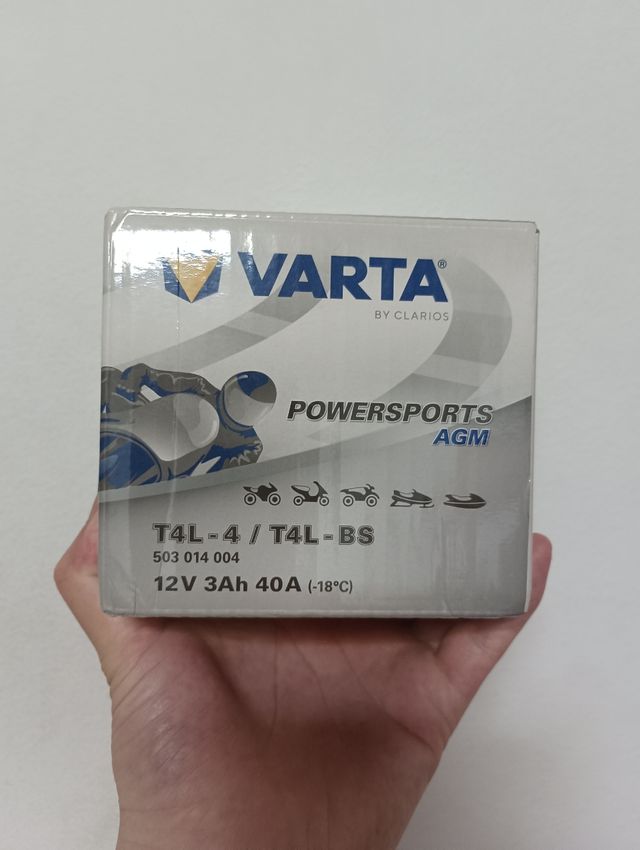 VARTA®
BY CLARIOS
POWERSPORTS
AGM
T4L-4 / T4L-BS
503 014 004
12V 3Ah 40A (-18°C)